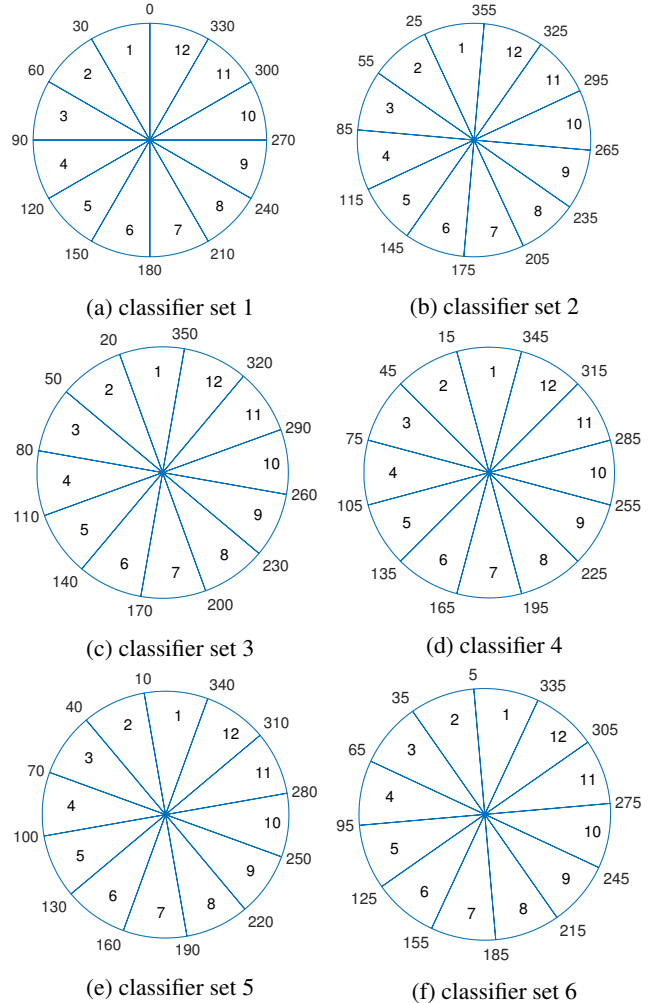 0
30 330
1 12
60 2 11 300
3 10
90 270
4 9
120 5 8 240
6 7
150 210
180
(a) classifier set 1
355
25 325
1 12
55 2 11 295
3 10
85
4 9 265
115 5 8 235
6 7
145 205
175
(b) classifier set 2
20 350
320
1 12
50 2 11
290
3 10
80
4 260
9
110 5 8
6 7 230
140
170 200
(c) classifier set 3
15 345
45 315
2 1 12
3 11
75 285
4 10
105 255
5 9
6 7 8
135 225
165 195
(d) classifier 4
10 340
40 310
2 1 12
3 11
70 280
4 10
100 5 9 250
6 7 8
130 220
160 190
(e) classifier set 5
5 335
35 305
2 1 12
65 3 11
4 275
95 10
5 9 245
125 6 7 8
155 215
185
(f) classifier set 6